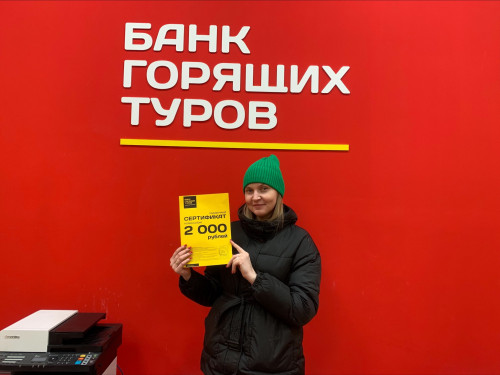 БАНК
ГОРЯЩИХ
ТУРОВ
СЕРТИФИКАТ
2 000
рублей